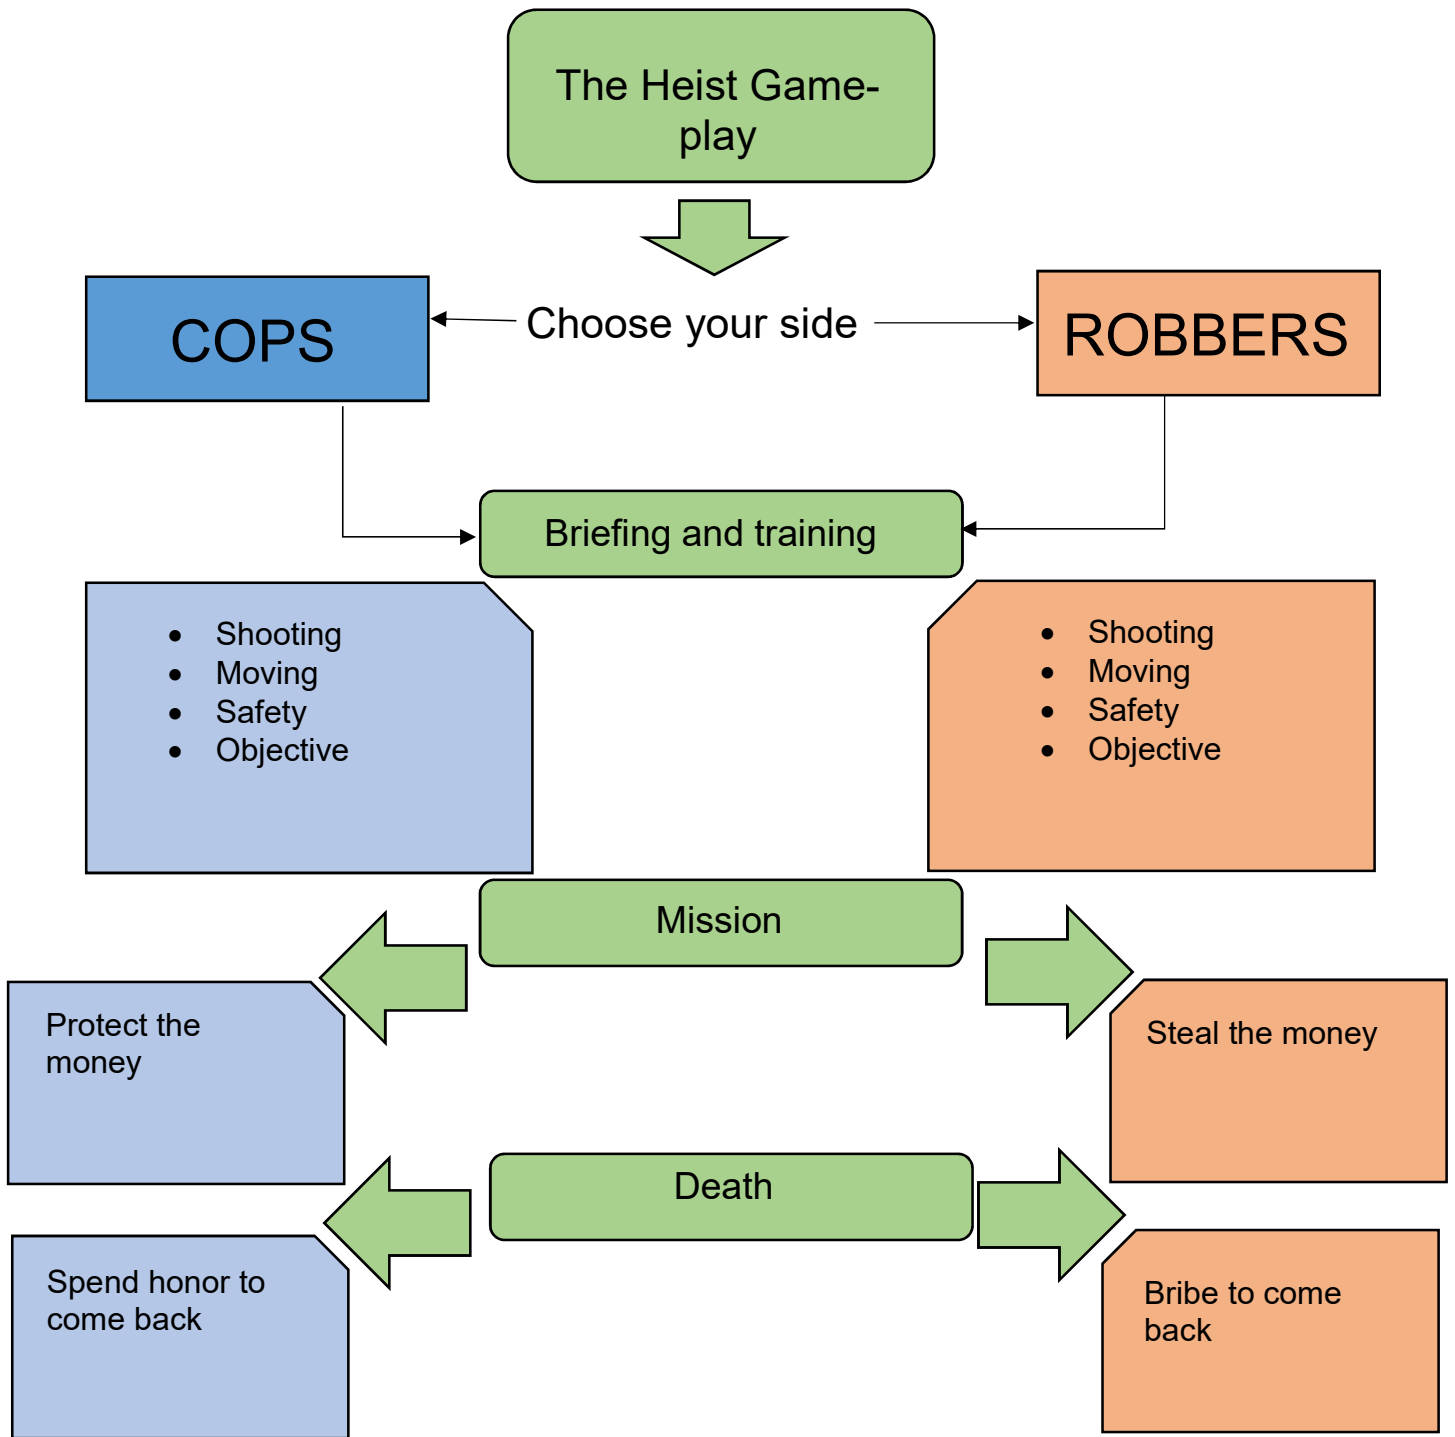 The Heist Game-
play
COPS
Choose your side
ROBBERS
Briefing and training
• Shooting
• Moving
• Safety
• Objective
• Shooting
• Moving
• Safety
• Objective
Mission
Protect the
money
Steal the money
Death
Spend honor to
come back
Bribe to come
back